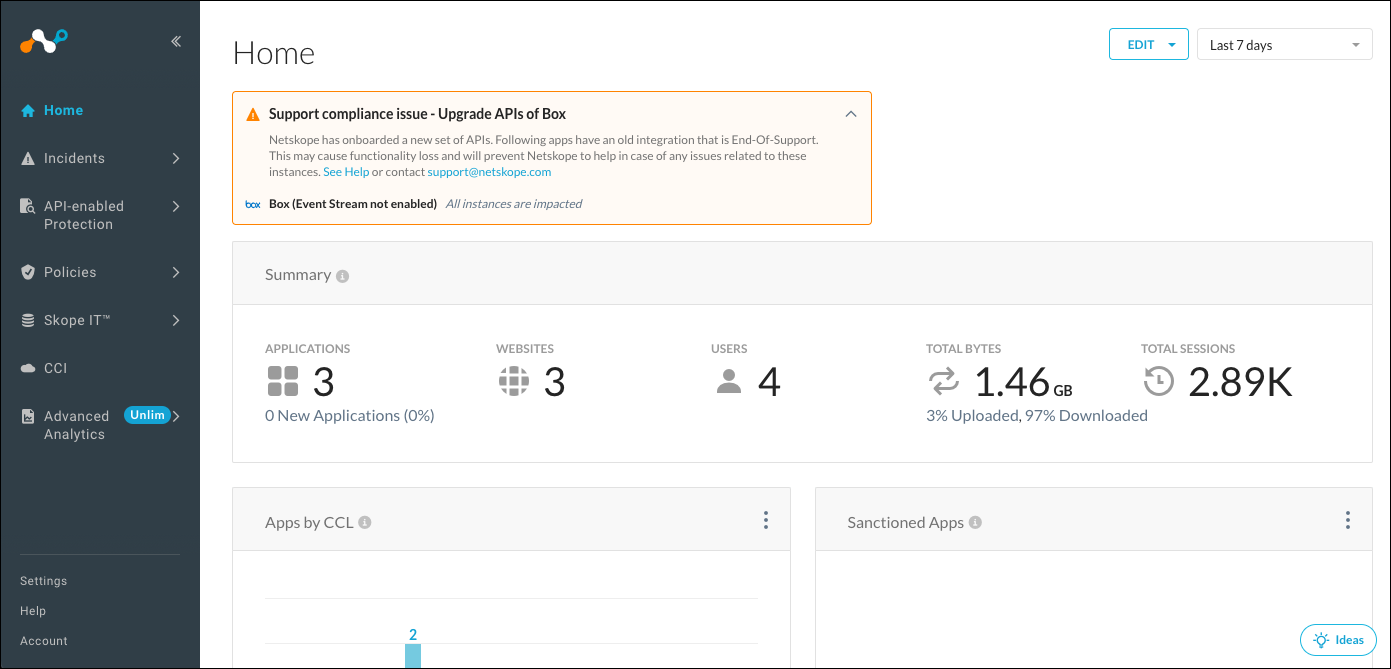 Home
Incidents
API-enabled
Protection
Policies
Skope IT™
CCI
Advanced
Analytics
Unlim
Settings
Help
Account
Home
EDIT
Last 7 days
Support compliance issue - Upgrade APIs of Box
Netskope has onboarded a new set of APIs. Following apps have an old integration that is End-Of-Support.
This may cause functionality loss and will prevent Netskope to help in case of any issues related to these
instances. See Help or contact support@netskope.com
box Box (Event Stream not enabled) All instances are impacted
Summary
APPLICATIONS
3
0 New Applications (0%)
WEBSITES
3
USERS
4
TOTAL BYTES
1.46 GB
3% Uploaded, 97% Downloaded
TOTAL SESSIONS
2.89K
Apps by CCL
2
Sanctioned Apps
Ideas